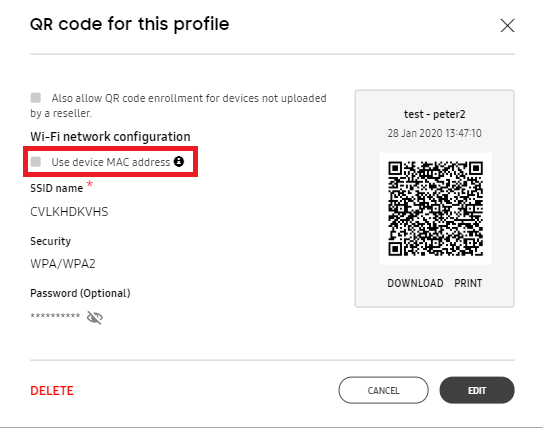 QR code for this profile
Also allow QR code enrollment for devices not uploaded
by a reseller.
Wi-Fi network configuration
Use device MAC address
SSID name *
CVLKHDKVHS
Security
WPA/WPA2
Password (Optional)
**********
test - peter2
28 Jan 2020 13:47:10
DOWNLOAD PRINT
DELETE
CANCEL
EDIT